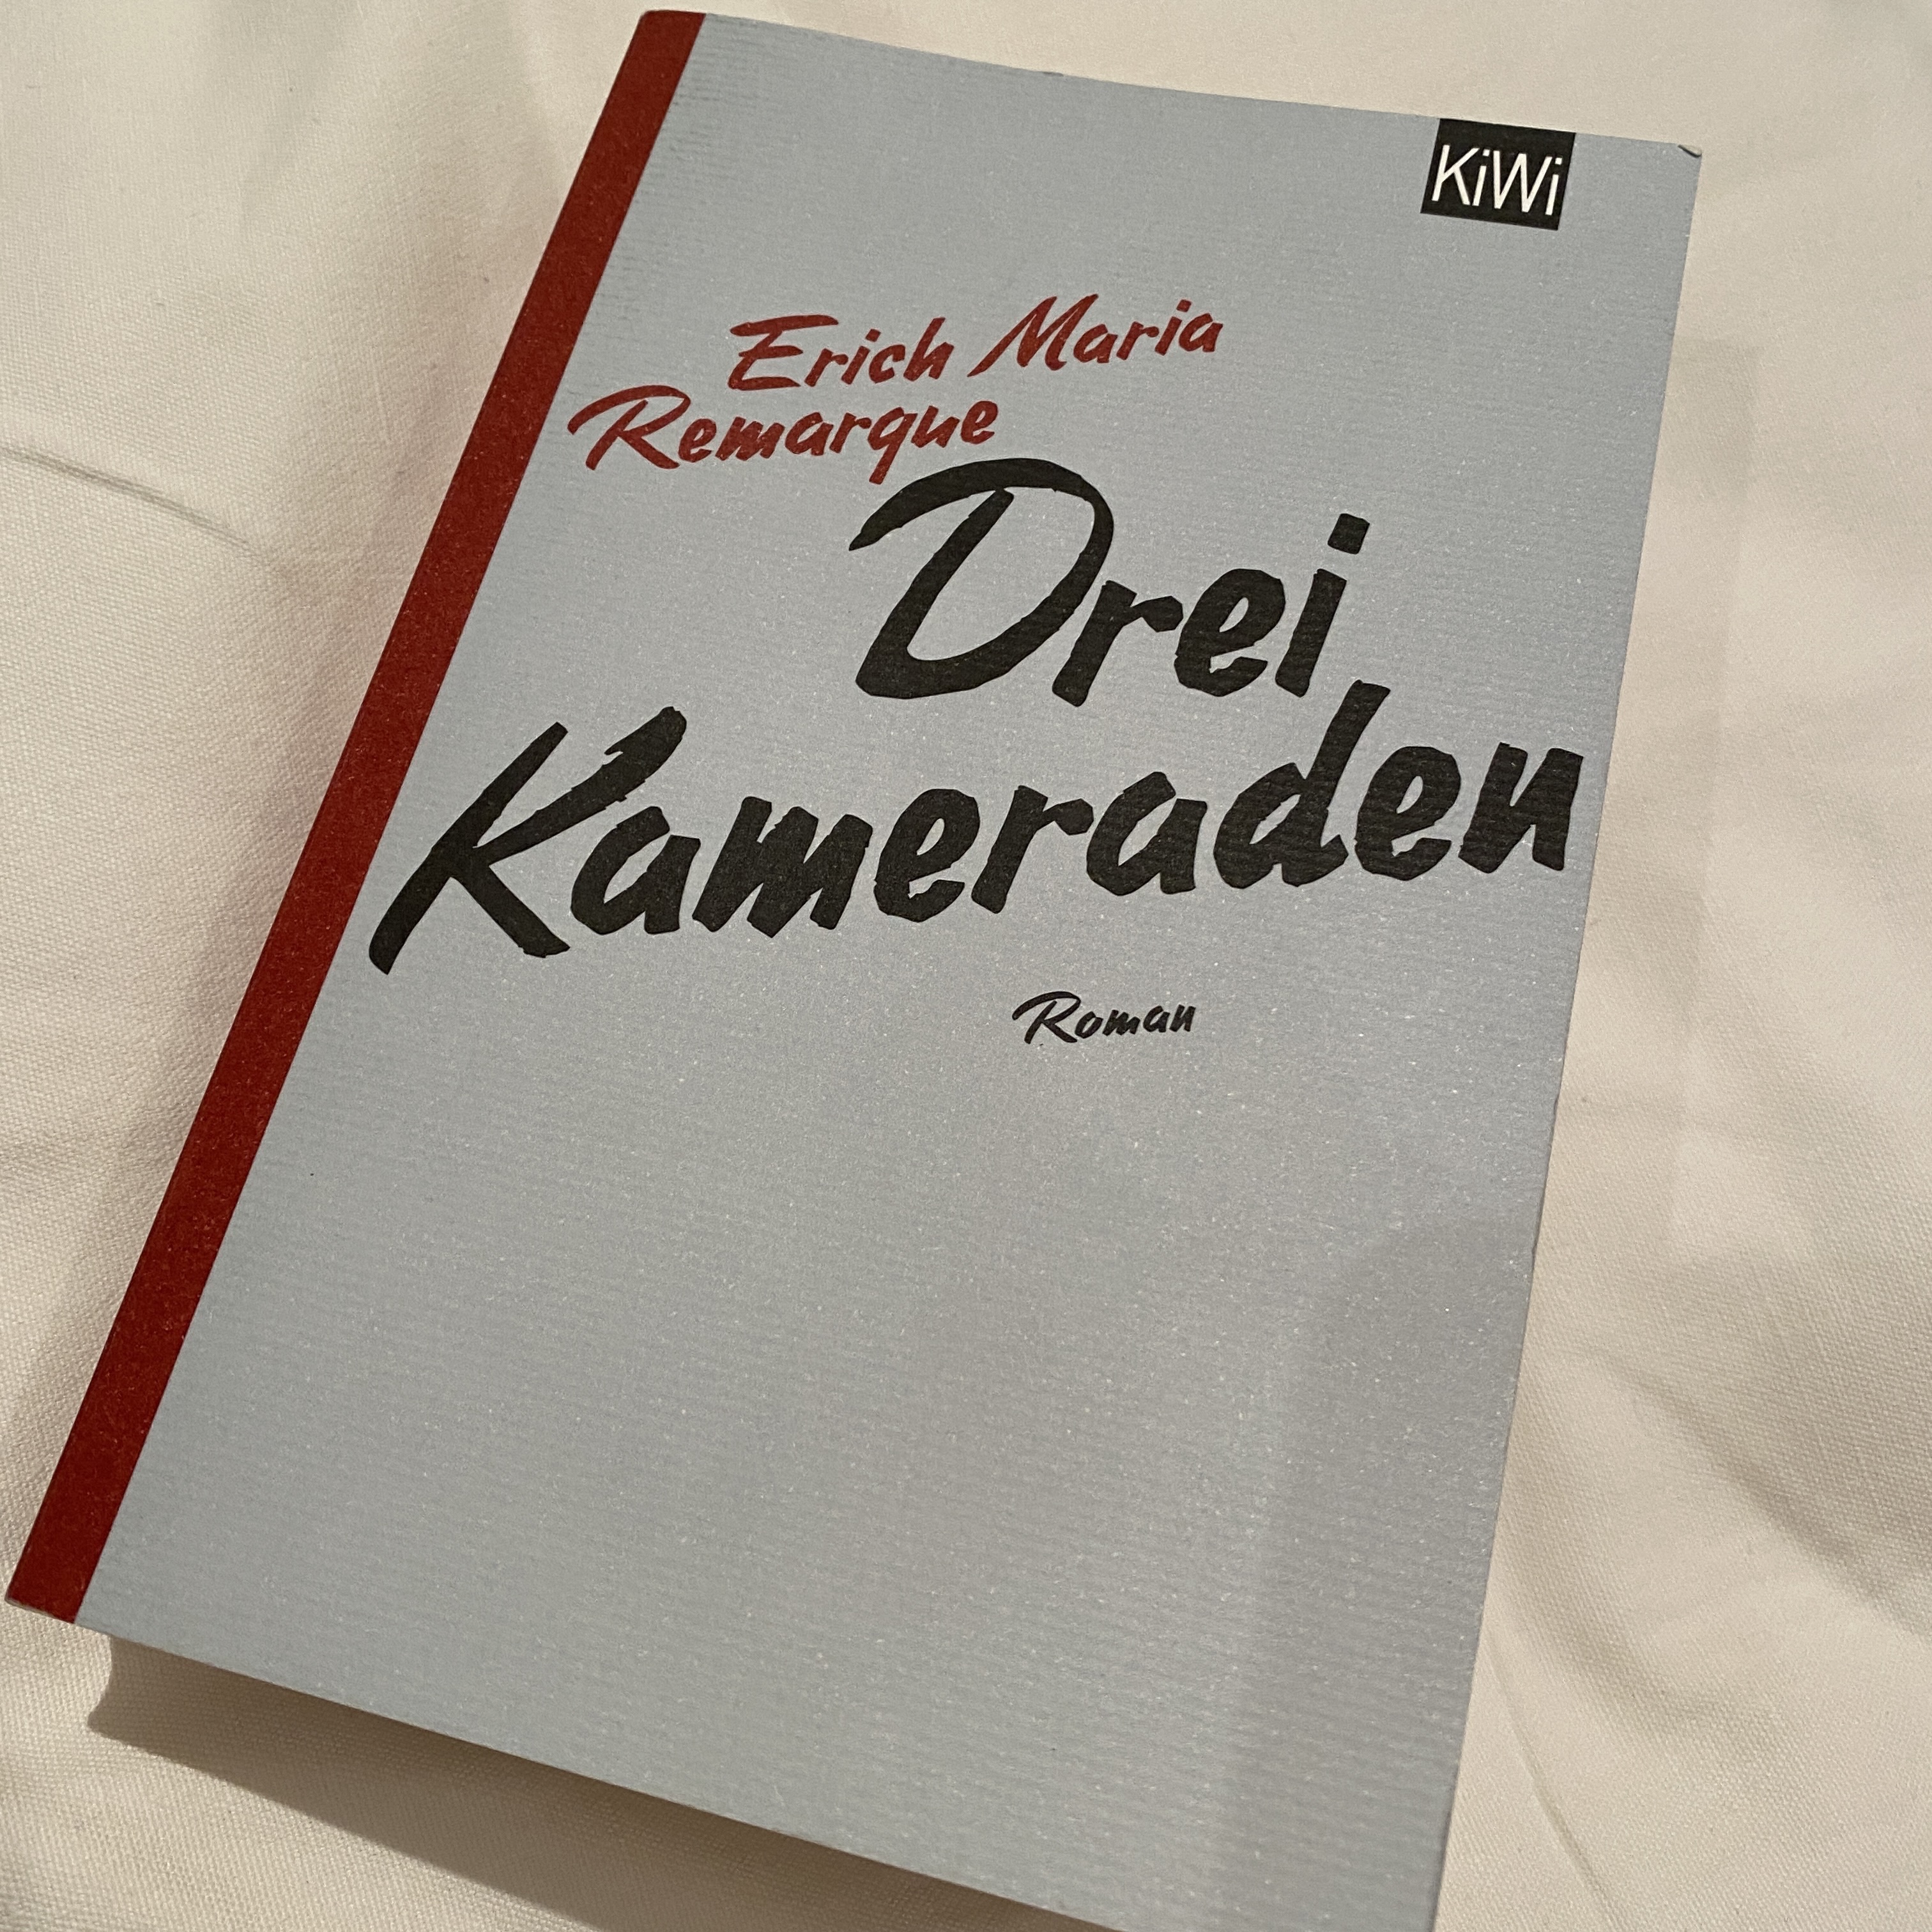 KiWi
Erich Maria
Remarque
Drei
Kameraden
Roman